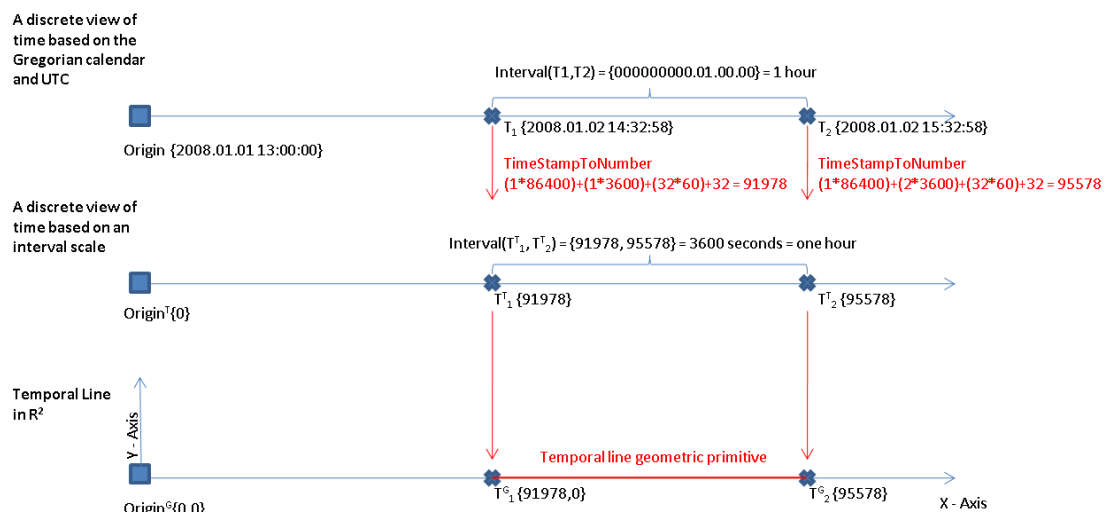 A discrete view of
time based on the
Gregorian calendar
and UTC
Interval(T1,T2) = {000000000.01.00.00} = 1 hour
Origin {2008.01.01 13:00:00}
T1 {2008.01.02 14:32:58}
T2 {2008.01.02 15:32:58}
TimeStampToNumber
(1*86400)+(1*3600)+(32*60)+32 = 91978
TimeStampToNumber
(1*86400)+(2*3600)+(32*60)+32 = 95578
A discrete view of
time based on an
interval scale
Interval(TT1, TT2) = {91978, 95578} = 3600 seconds = one hour
OriginT{0}
TT1 {91978}
TT2 {95578}
Temporal Line
in R2
Y - Axis
Temporal line geometric primitive
OriginG{0,0}
TG1 {91978,0}
TG2 {95578}
X - Axis